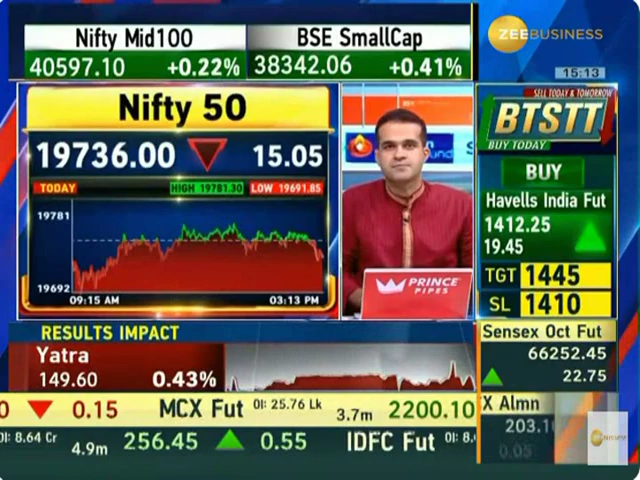 Nifty Mid100
40597.10 +0.22%
BSE SmallCap
38342.06 +0.41%
ZEEBUSINESS
15:13
Nifty 50
19736.00 15.05
TODAY HIGH 19781.30 LOW 19691.85
19781
19692
09:15 AM 03:13 PM
PRINCE
PIPES
SELL TODAY & TOMORROW
BTSTT
BUY TODAY
BUY
Havells India Fut
1412.25
19.45
TGT 1445
SL 1410
RESULTS IMPACT
Yatra
149.60 0.43%
Sensex Oct Fut
66252.45
22.75
X Almn
203.1
0.05
0 0.15 MCX Fut OI: 25.76 Lk 3.7m 2200.10
OI: 8.64 Cr 4.9m 256.45 0.55 IDFC Fut OI: 8.